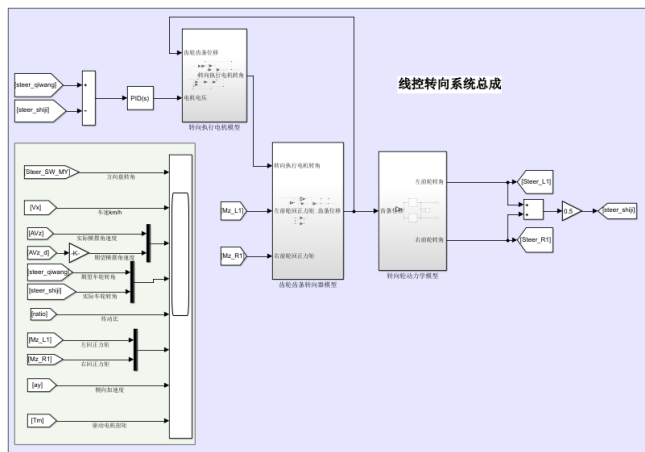 线控转向系统总成
[steer_qiwang]
[steer_shiji]
PID(s)
齿轮齿条位移
转向执行电机转角
电机电压
转向执行电机模型
转向执行电机转角
[Mz_L1]
左前轮回正力矩 齿条位移
[Mz_R1]
右前轮回正力矩
齿轮齿条转向器模型
左前轮转角
齿条位移
右前轮转角
转向轮动力学模型
[Steer_L1]
[Steer_R1]
0.5
[steer_shiji]
[Steer_SW_MY]
方向盘转角
[Vx]
车速km/h
[AVz]
实际横摆角速度
[AVz_d]
-K-
期望横摆角速度
[steer_qiwang]
期望车轮转角
[steer_shiji]
实际车轮转角
[ratio]
传动比
[Mz_L1]
左回正力矩
[Mz_R1]
右回正力矩
[ay]
侧向加速度
[Tm]
驱动电机扭矩